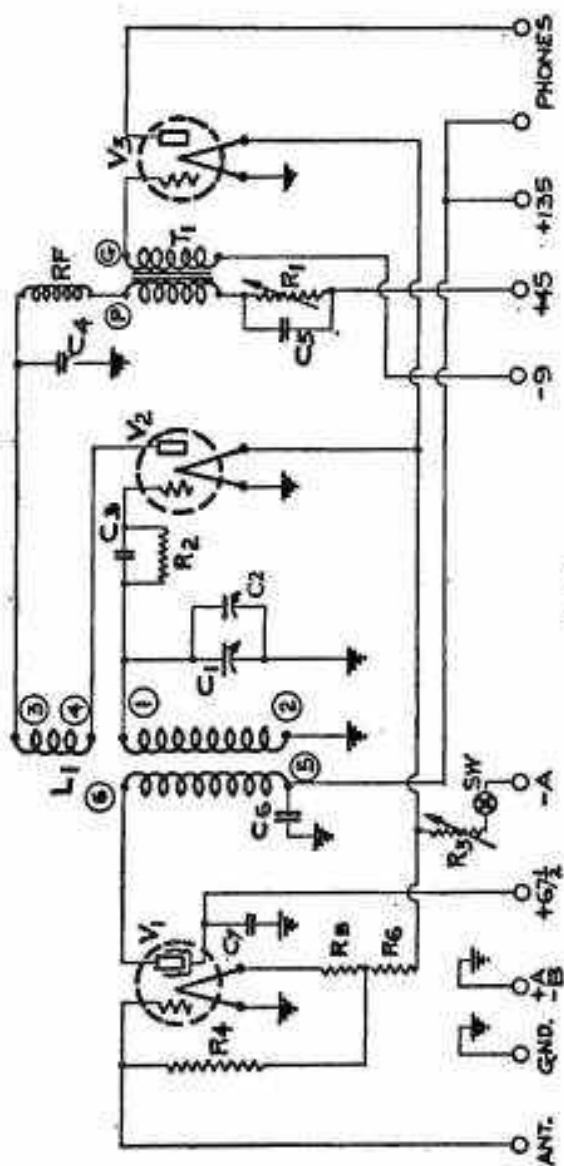 RF
L1
③
④
C4
Ⓟ
Ⓖ
V1
⑥
①
C3
V2
T1
V3
R2
R4
C7
C6
⑤
②
C1
C2
C5
R1
R6
R3
SW
ANT.
GND.
+A
-B
+67½
-A
-9
+45
+135
PHONES